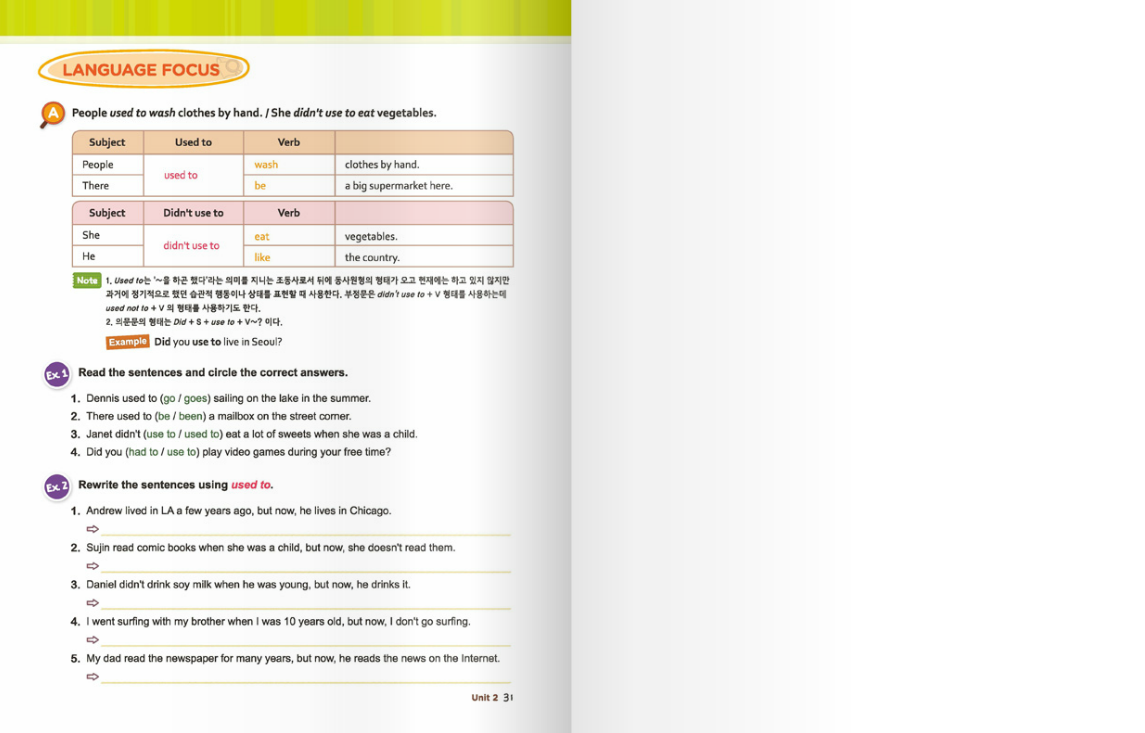 LANGUAGE FOCUS
A People used to wash clothes by hand. / She didn't use to eat vegetables.
Subject Used to Verb
People used to wash clothes by hand.
There be a big supermarket here.
Subject Didn't use to Verb
She didn't use to eat vegetables.
He like the country.
Note 1. Used to는 '~을 하곤 했다'라는 의미를 지니는 조동사로서 뒤에 동사원형의 형태가 오고 현재에는 하고 있지 않지만
과거에 정기적으로 했던 습관적 행동이나 상태를 표현할 때 사용한다. 부정문은 didn't use to + V 형태를 사용하는데
used not to + V 의 형태를 사용하기도 한다.
2. 의문문의 형태는 Did + S + use to + V~? 이다.
Example Did you use to live in Seoul?
Ex.1 Read the sentences and circle the correct answers.
1. Dennis used to (go / goes) sailing on the lake in the summer.
2. There used to (be / been) a mailbox on the street corner.
3. Janet didn't (use to / used to) eat a lot of sweets when she was a child.
4. Did you (had to / use to) play video games during your free time?
Ex.2 Rewrite the sentences using used to.
1. Andrew lived in LA a few years ago, but now, he lives in Chicago.
⇨
2. Sujin read comic books when she was a child, but now, she doesn't read them.
⇨
3. Daniel didn't drink soy milk when he was young, but now, he drinks it.
⇨
4. I went surfing with my brother when I was 10 years old, but now, I don't go surfing.
⇨
5. My dad read the newspaper for many years, but now, he reads the news on the Internet.
⇨
Unit 2 31